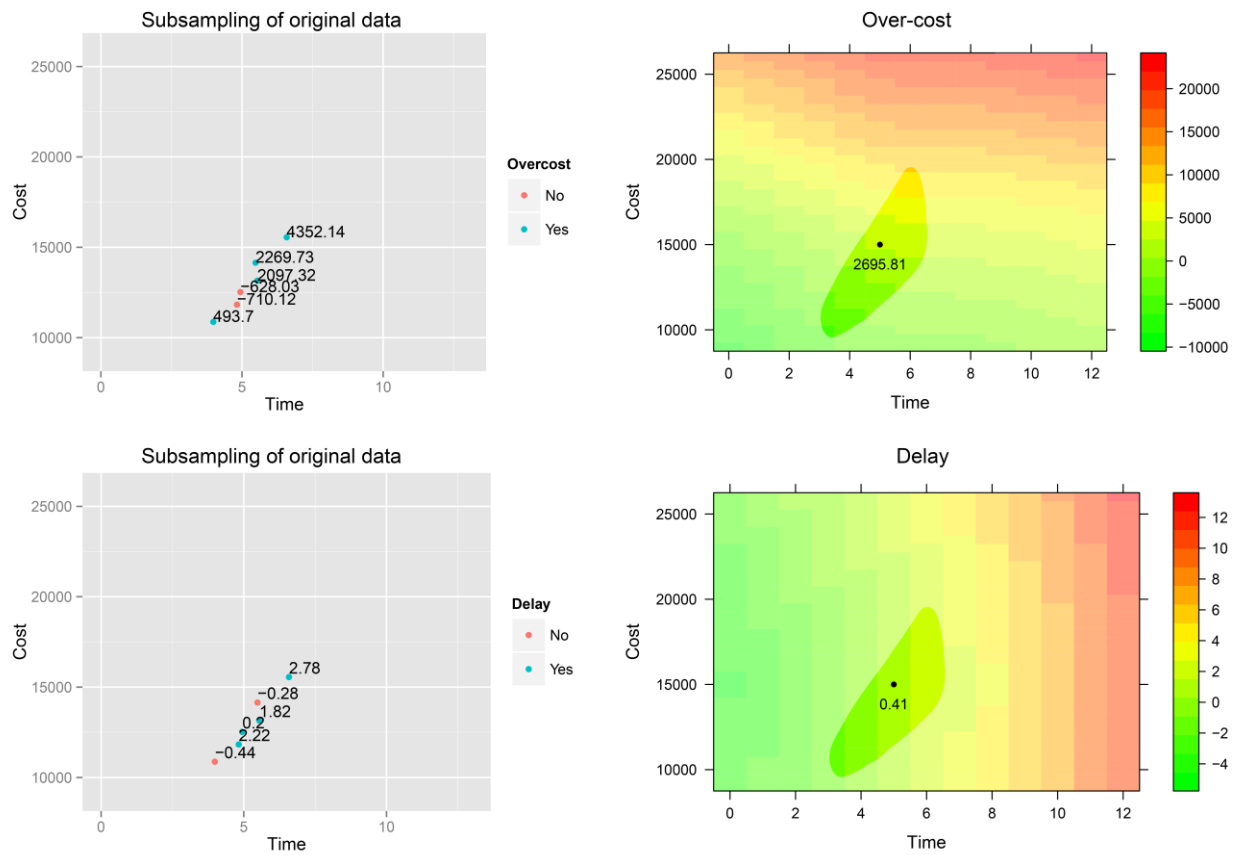 Subsampling of original data
25000
20000
15000
10000
Cost
4352.14
2269.73
2097.32
−628.03
−710.12
493.7
0 5 10
Time
Overcost
No
Yes
Over-cost
0 2 4 6 8 10 12
25000
20000
15000
10000
Cost
2695.81
Time
20000
15000
10000
5000
0
−5000
−10000
Subsampling of original data
25000
20000
15000
10000
Cost
2.78
−0.28
1.82
0.2
2.22
−0.44
0 5 10
Time
Delay
No
Yes
Delay
25000
20000
15000
10000
Cost
0.41
0 2 4 6 8 10 12
Time
12
10
8
6
4
2
0
−2
−4